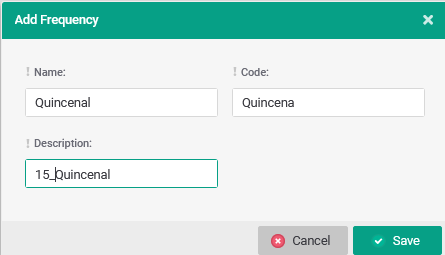 Add Frequency
! Name:
! Code:
Quincenal
Quincena
! Description:
15_Quincenal
Cancel
Save